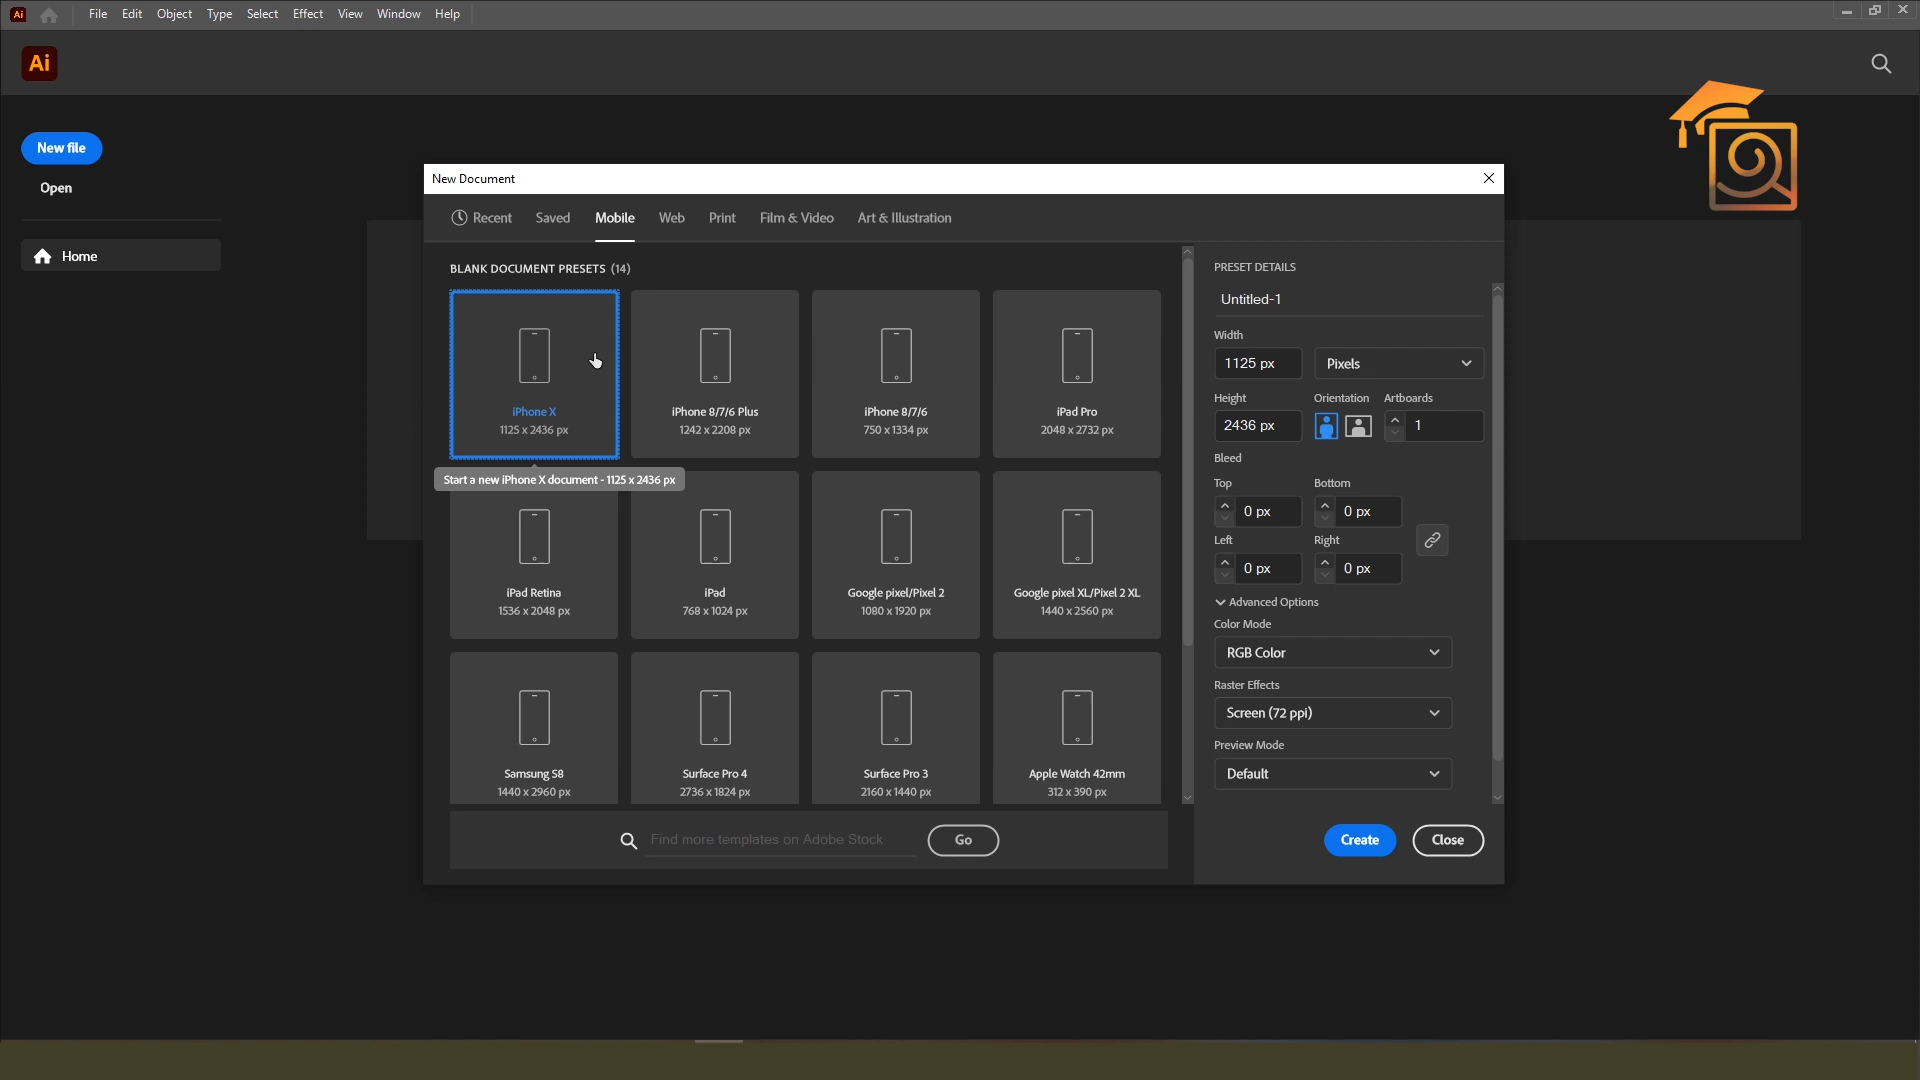 Ai File Edit Object Type Select Effect View Window Help
Ai
New file
Open
Home
New Document
Recent Saved Mobile Web Print Film & Video Art & Illustration
BLANK DOCUMENT PRESETS (14)
iPhone X
1125 x 2436 px
iPhone 8/7/6 Plus
1242 x 2208 px
iPhone 8/7/6
750 x 1334 px
iPad Pro
2048 x 2732 px
Start a new iPhone X document - 1125 x 2436 px
iPad Retina
1536 x 2048 px
iPad
768 x 1024 px
Google pixel/Pixel 2
1080 x 1920 px
Google pixel XL/Pixel 2 XL
1440 x 2560 px
Samsung S8
1440 x 2960 px
Surface Pro 4
2736 x 1824 px
Surface Pro 3
2160 x 1440 px
Apple Watch 42mm
312 x 390 px
Find more templates on Adobe Stock Go
PRESET DETAILS
Untitled-1
Width
1125 px Pixels
Height Orientation Artboards
2436 px 1
Bleed
Top Bottom
0 px 0 px
Left Right
0 px 0 px
Advanced Options
Color Mode
RGB Color
Raster Effects
Screen (72 ppi)
Preview Mode
Default
Create Close